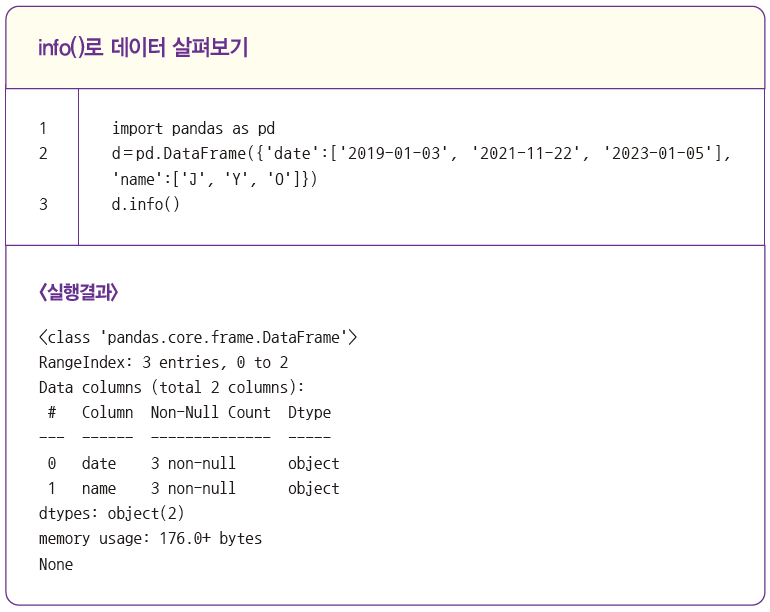 info()로 데이터 살펴보기
1 import pandas as pd
2 d=pd.DataFrame({'date':['2019-01-03', '2021-11-22', '2023-01-05'],
'name':['J', 'Y', 'O']})
3 d.info()
<실행결과>
<class 'pandas.core.frame.DataFrame'>
RangeIndex: 3 entries, 0 to 2
Data columns (total 2 columns):
 #   Column  Non-Null Count  Dtype
---  ------  --------------  -----
 0   date    3 non-null      object
 1   name    3 non-null      object
dtypes: object(2)
memory usage: 176.0+ bytes
None